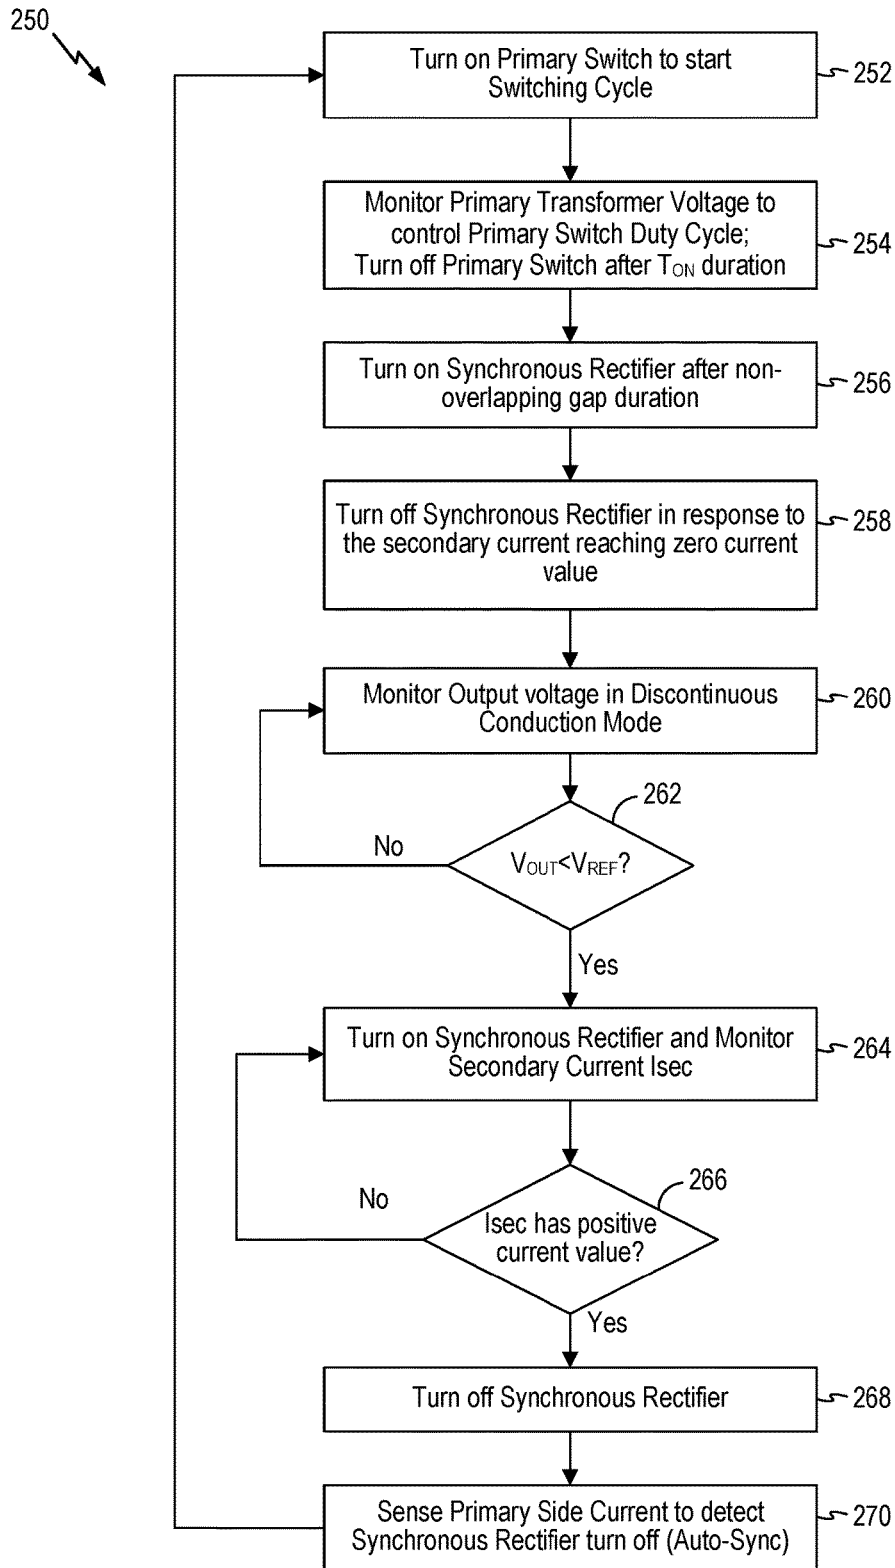 250
Turn on Primary Switch to start
Switching Cycle
252
Monitor Primary Transformer Voltage to
control Primary Switch Duty Cycle;
Turn off Primary Switch after TON duration
254
Turn on Synchronous Rectifier after non-
overlapping gap duration
256
Turn off Synchronous Rectifier in response to
the secondary current reaching zero current
value
258
Monitor Output voltage in Discontinuous
Conduction Mode
260
262
No
VOUT<VREF?
Yes
Turn on Synchronous Rectifier and Monitor
Secondary Current Isec
264
266
No
Isec has positive
current value?
Yes
Turn off Synchronous Rectifier
268
Sense Primary Side Current to detect
Synchronous Rectifier turn off (Auto-Sync)
270